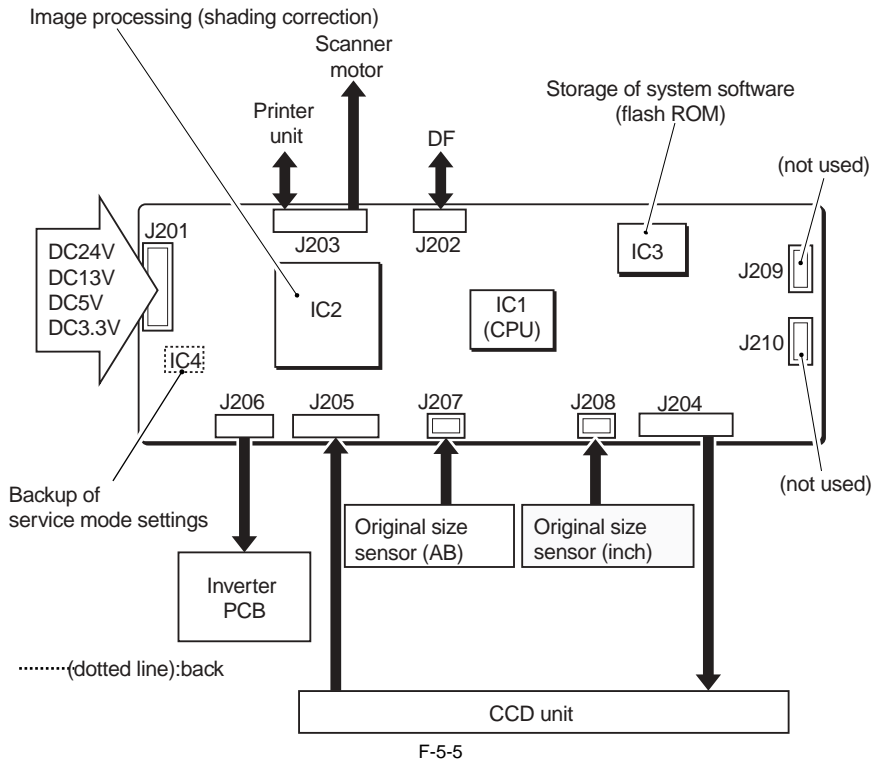 Image processing (shading correction)
Scanner
motor
Printer
unit
DF
Storage of system software
(flash ROM)
(not used)
J201
DC24V
DC13V
DC5V
DC3.3V
J203
J202
IC3
J209
IC2
IC1
(CPU)
J210
IC4
J206
J205
J207
J208
J204
Backup of
service mode settings
(not used)
Original size
sensor (AB)
Original size
sensor (inch)
Inverter
PCB
(dotted line):back
CCD unit
F-5-5